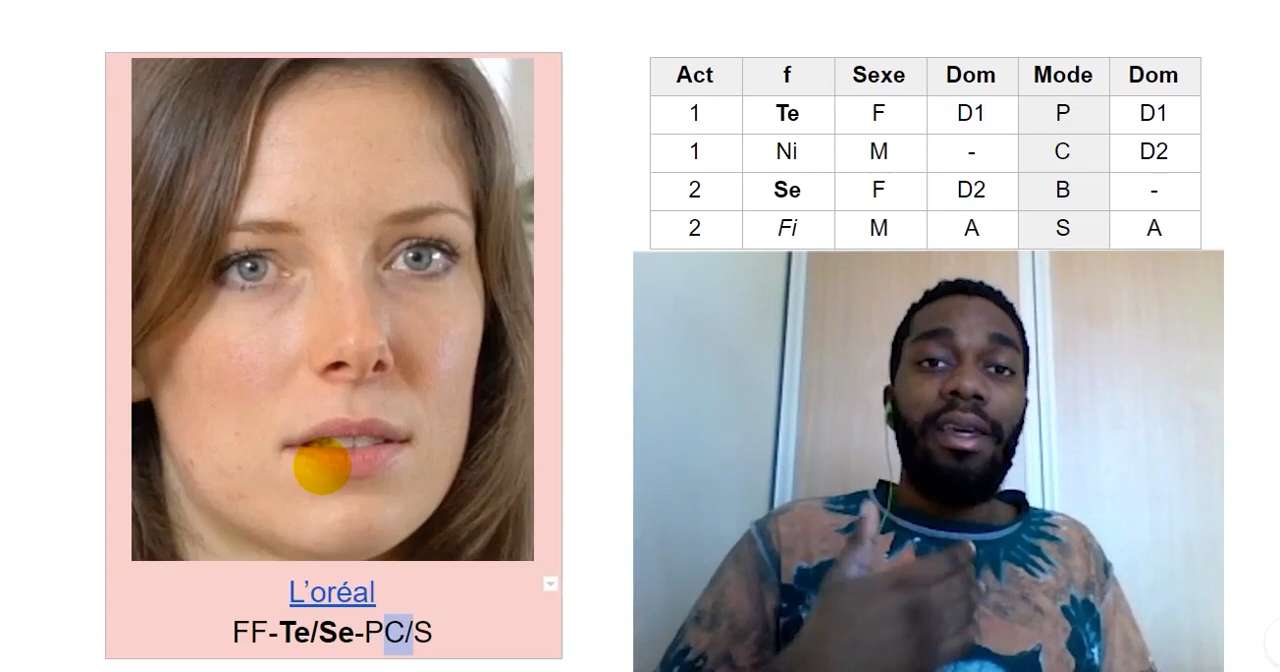 L’oréal
FF-Te/Se-PC/S
Act f Sexe Dom Mode Dom
1 Te F D1 P D1
1 Ni M - C D2
2 Se F D2 B -
2 Fi M A S A